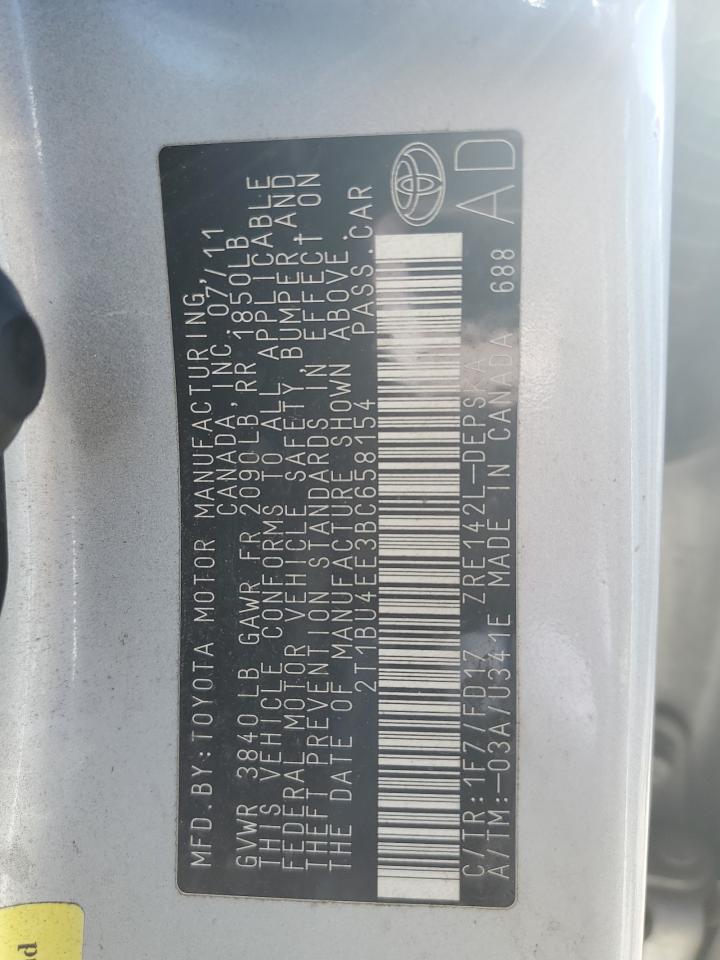 MFD.BY:TOYOTA MOTOR MANUFACTURING,
CANADA, INC. 07/11
GVWR 3840LB GAWR FR 2090LB RR 1850LB
THIS VEHICLE CONFORMS TO ALL APPLICABLE
FEDERAL MOTOR VEHICLE SAFETY, BUMPER AND
THEFT PREVENTION STANDARDS IN EFFECT ON
THE DATE OF MANUFACTURE SHOWN ABOVE.
2T1BU4EE3BC658154 PASS.CAR
C/TR:1F7/FD17 ZRE142L-DEPSKA
A/TM:-03A/U341E MADE IN CANADA 688
AD